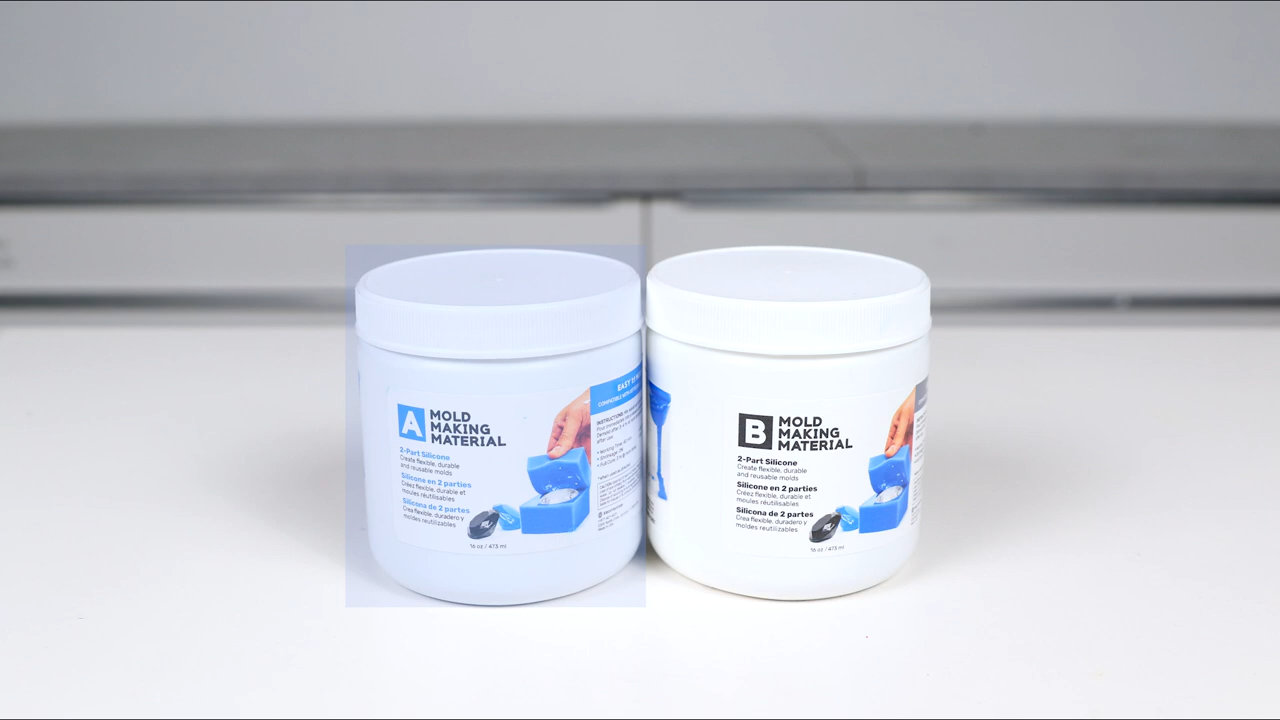 A MOLD
MAKING
MATERIAL
2-Part Silicone
Create flexible, durable
and reusable molds
Silicone en 2 parties
Créez flexible, durable et
moules réutilisables
Silicona de 2 partes
Crea flexible, duradero y
moldes reutilizables
16 oz / 473 ml
EASY
INSTRUCTIONS:
B MOLD
MAKING
MATERIAL
2-Part Silicone
Create flexible, durable
and reusable molds
Silicone en 2 parties
Créez flexible, durable et
moules réutilisables
Silicona de 2 partes
Crea flexible, duradero y
moldes reutilizables
16 oz / 473 ml